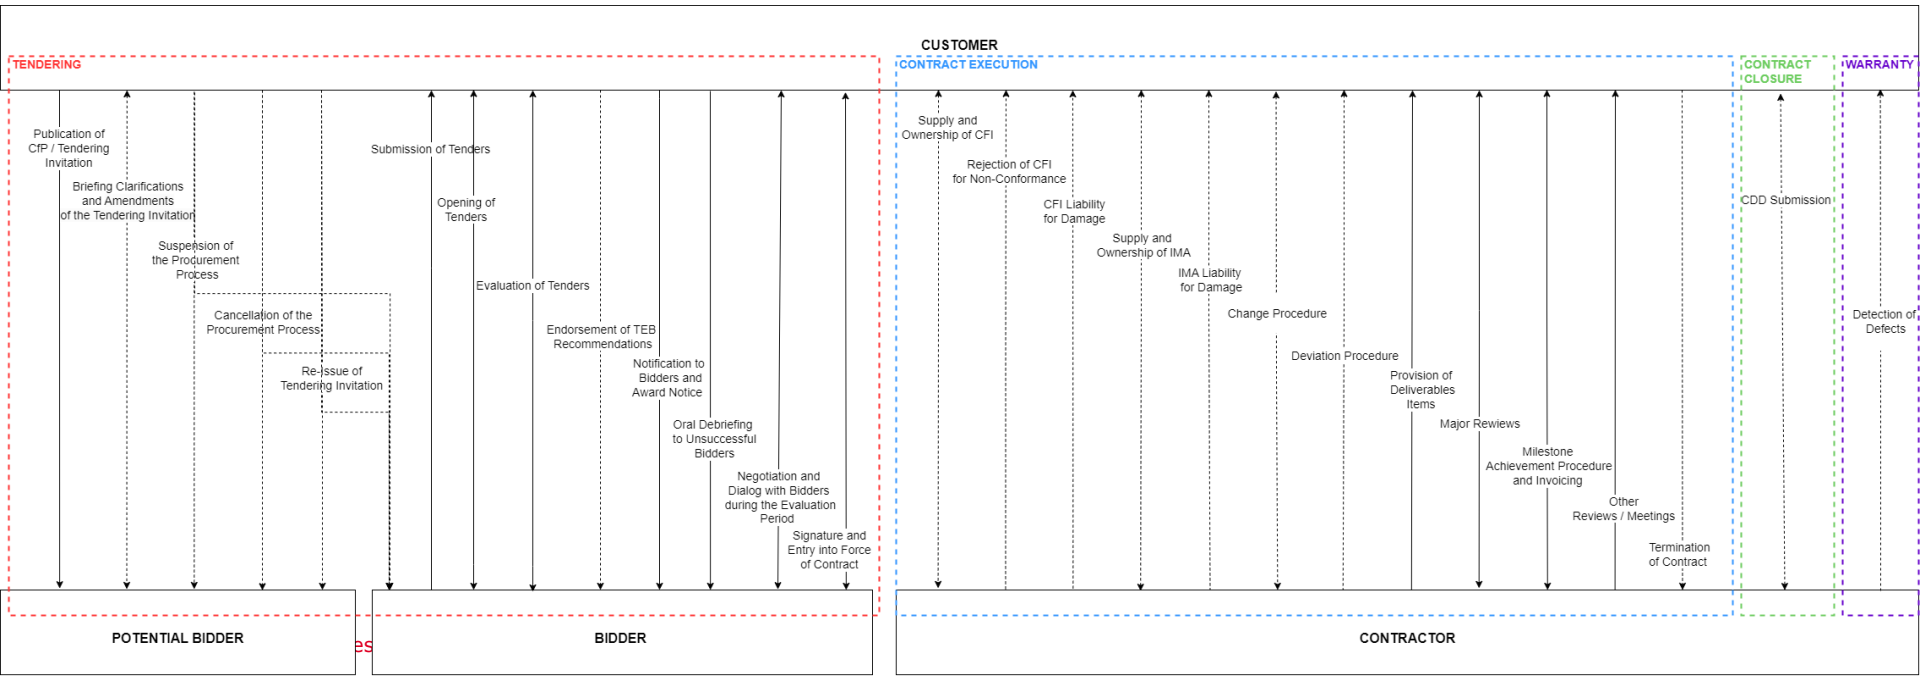 CUSTOMER
TENDERING
CONTRACT EXECUTION
CONTRACT
CLOSURE
WARRANTY
Publication of
CfP / Tendering
Invitation
Briefing Clarifications
and Amendments
of the Tendering Invitation
Suspension of
the Procurement
Process
Cancellation of the
Procurement Process
Re-Issue of
Tendering Invitation
Submission of Tenders
Opening of
Tenders
Evaluation of Tenders
Endorsement of TEB
Recommendations
Notification to
Bidders and
Award Notice
Oral Debriefing
to Unsuccessful
Bidders
Negotiation and
Dialog with Bidders
during the Evaluation
Period
Signature and
Entry into Force
of Contract
Supply and
Ownership of CFI
Rejection of CFI
for Non-Conformance
CFI Liability
for Damage
Supply and
Ownership of IMA
IMA Liability
for Damage
Change Procedure
Deviation Procedure
Provision of
Deliverables
Items
Major Rewiews
Milestone
Achievement Procedure
and Invoicing
Other
Reviews / Meetings
Termination
of Contract
CDD Submission
Detection of
Defects
POTENTIAL BIDDER
es
BIDDER
CONTRACTOR